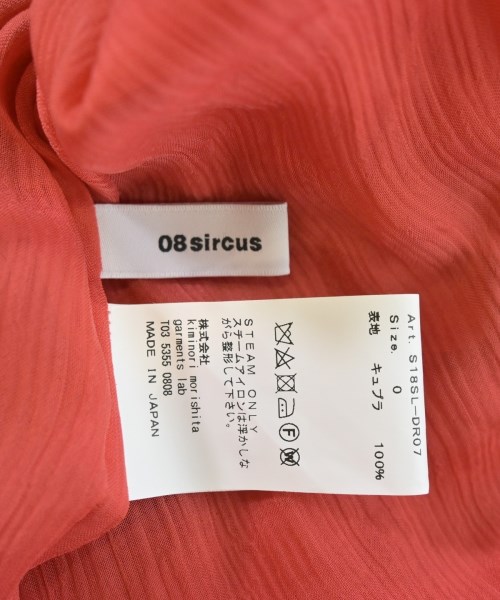 08sircus
Art. S18SL-DR07
Size. 0
表地 キュプラ 100%
F
W
STEAM ONLY
スチームアイロンは浮かしな
がら整形して下さい。
株式会社
kiminori morishita
garments lab
T03 5355 0808
MADE IN JAPAN